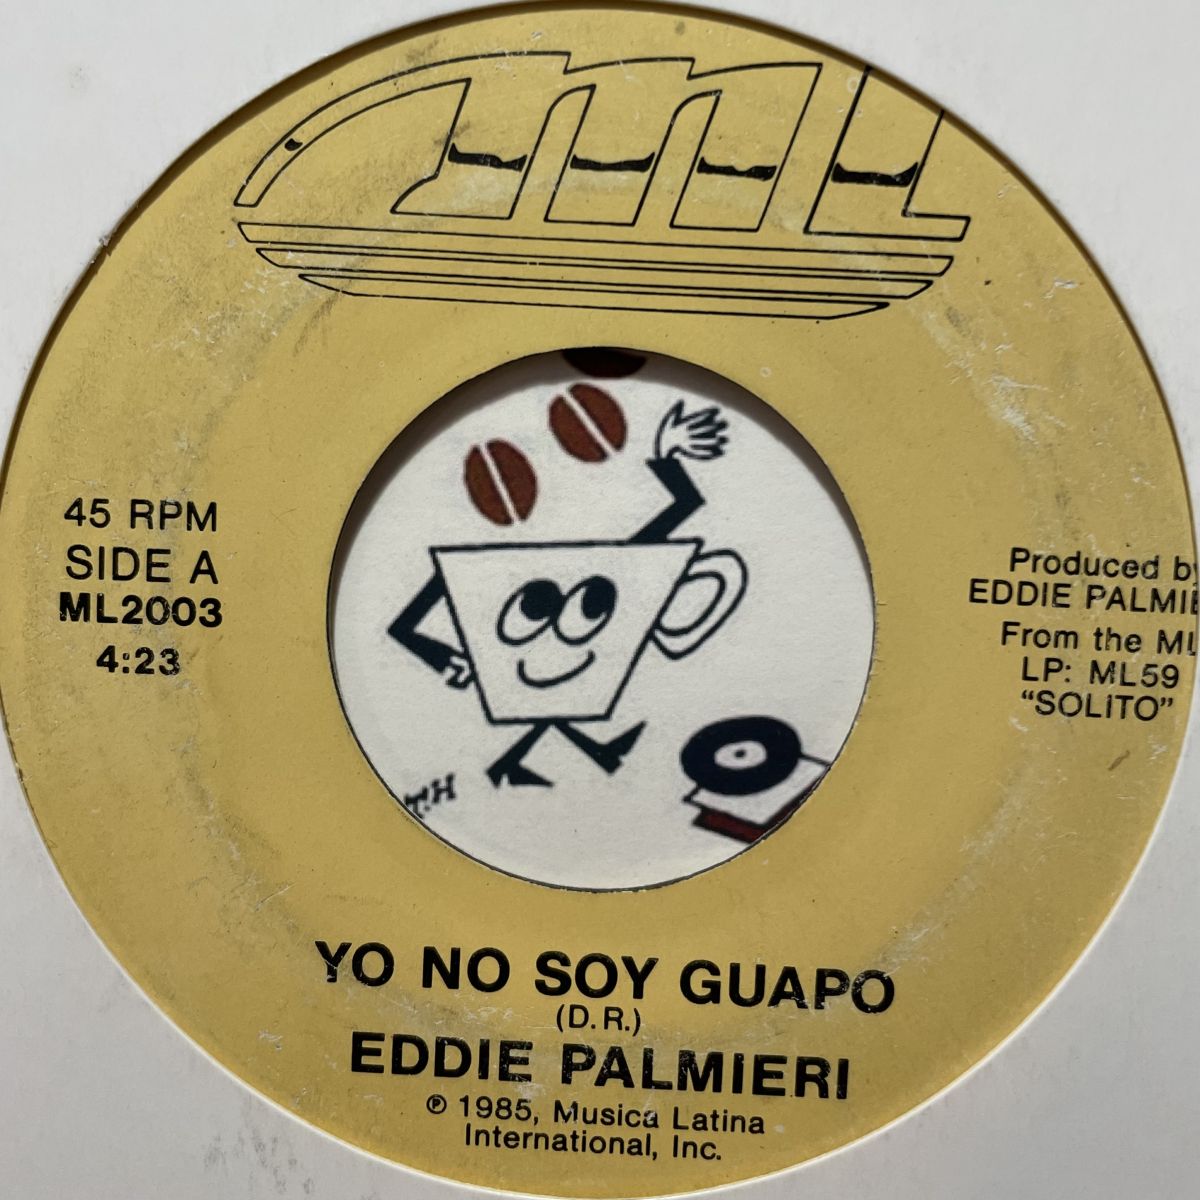 ML
45 RPM
SIDE A
ML2003
4:23
Produced by
EDDIE PALMIE
From the ML
LP: ML59
“SOLITO”
YO NO SOY GUAPO
(D.R.)
EDDIE PALMIERI
℗ 1985, Musica Latina
International, Inc.